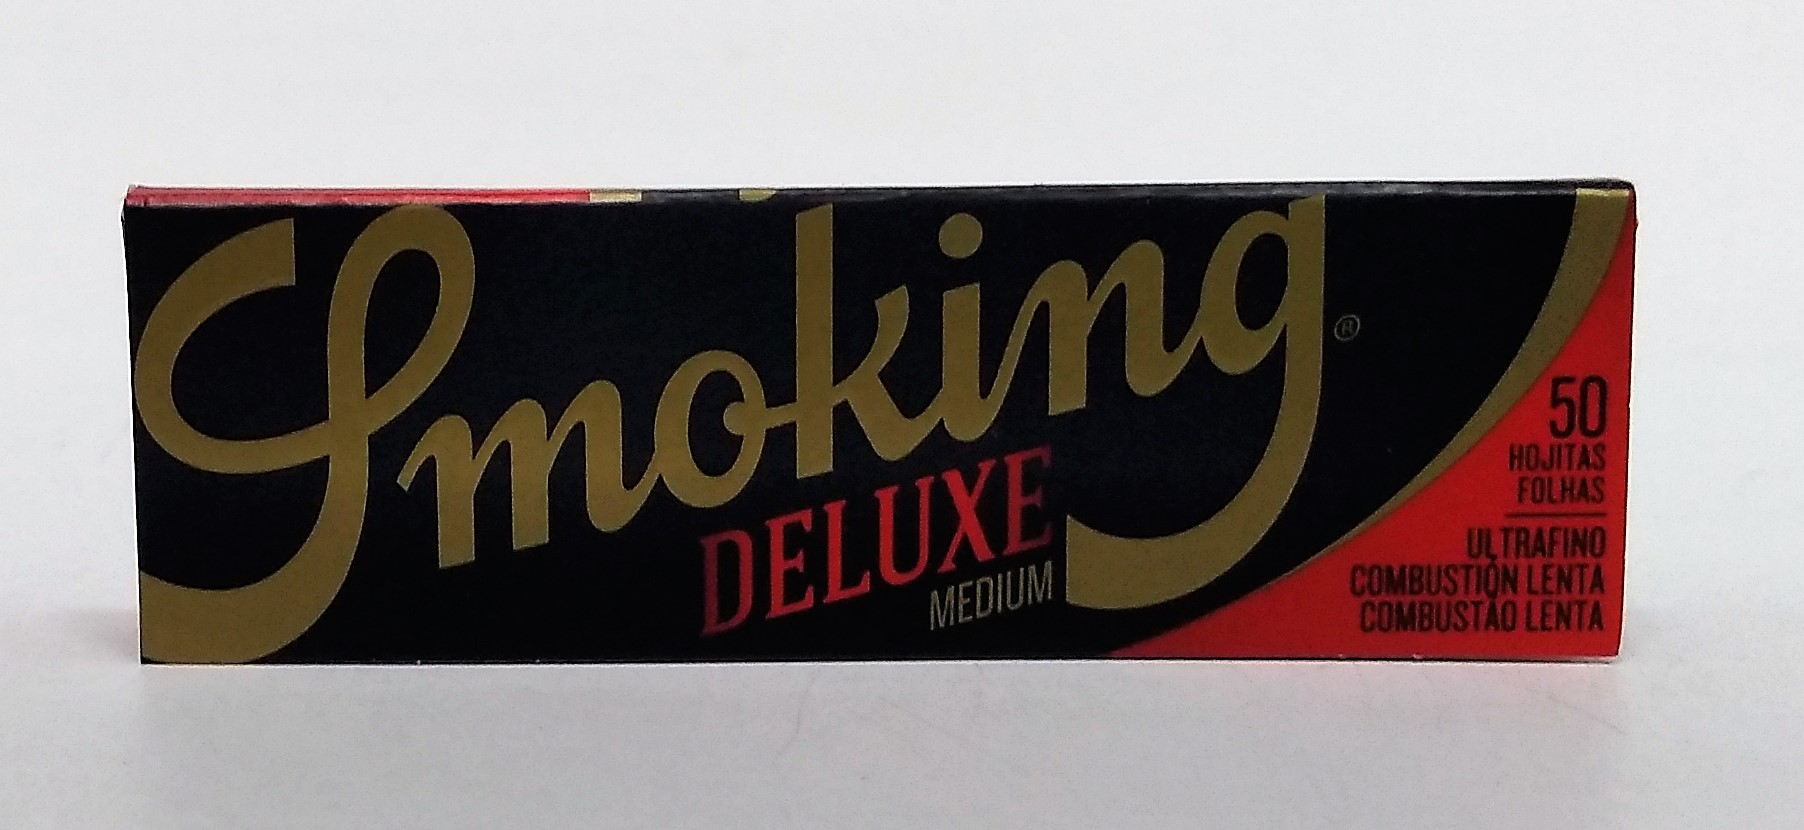 Smoking®
DELUXE
MEDIUM
50
HOJITAS
FOLHAS
ULTRAFINO
COMBUSTIÓN LENTA
COMBUSTÃO LENTA